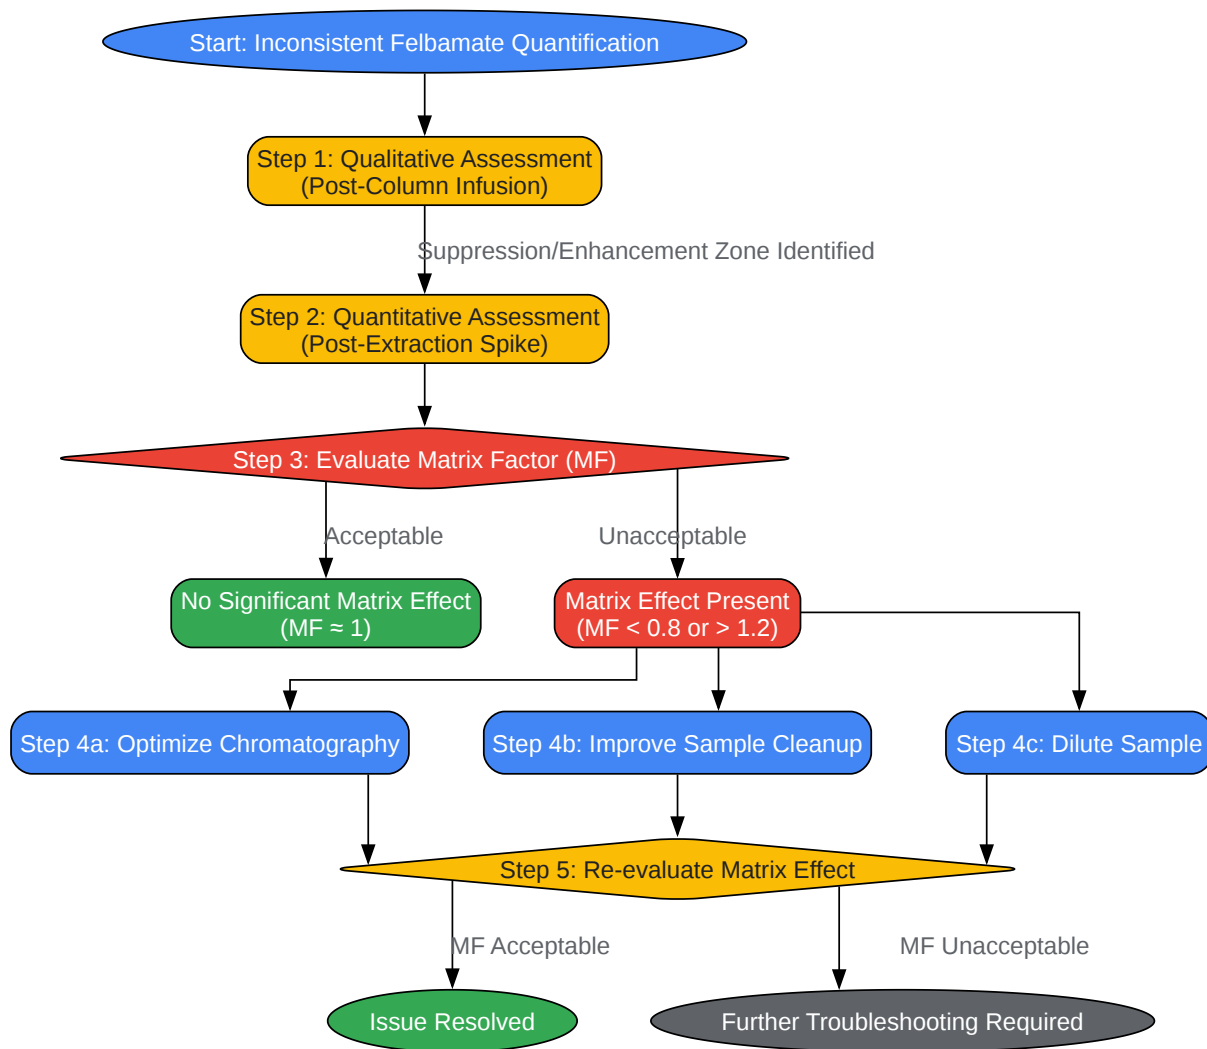 Start: Inconsistent Felbamate Quantification
Step 1: Qualitative Assessment
(Post-Column Infusion)
Suppression/Enhancement Zone Identified
Step 2: Quantitative Assessment
(Post-Extraction Spike)
Step 3: Evaluate Matrix Factor (MF)
Acceptable
Unacceptable
No Significant Matrix Effect
(MF ≈ 1)
Matrix Effect Present
(MF < 0.8 or > 1.2)
Step 4a: Optimize Chromatography
Step 4b: Improve Sample Cleanup
Step 4c: Dilute Sample
Step 5: Re-evaluate Matrix Effect
MF Acceptable
MF Unacceptable
Issue Resolved
Further Troubleshooting Required